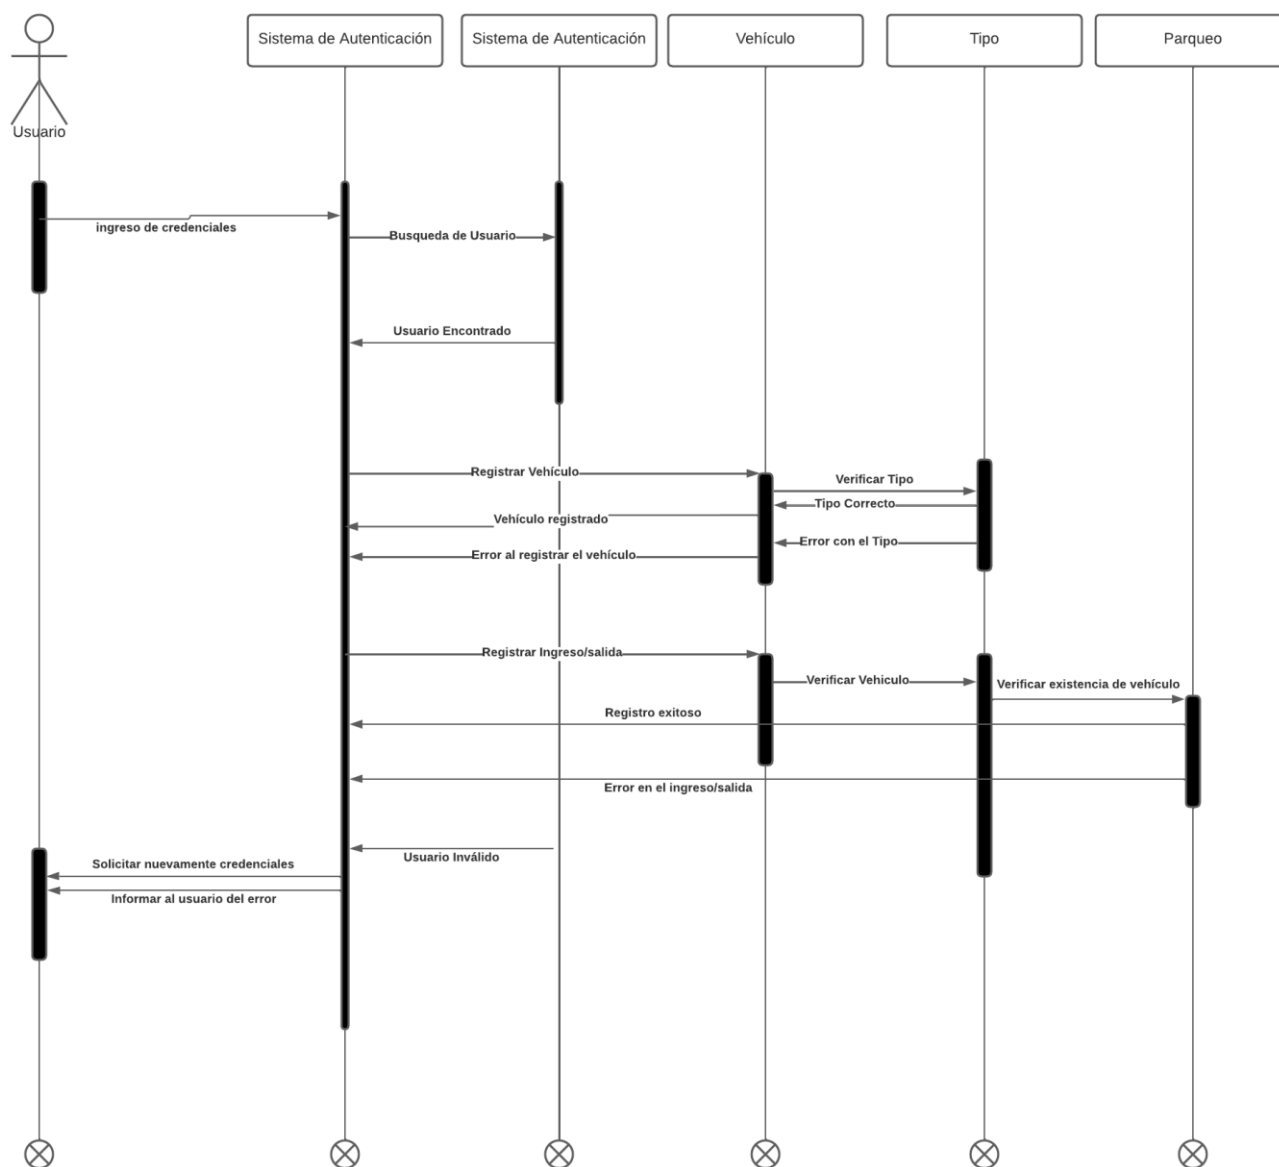 Sistema de Autenticación
Sistema de Autenticación
Vehículo
Tipo
Parqueo
Usuario
ingreso de credenciales
Busqueda de Usuario
Usuario Encontrado
Registrar Vehículo
Verificar Tipo
Tipo Correcto
Vehículo registrado
Error con el Tipo
Error al registrar el vehículo
Registrar Ingreso/salida
Verificar Vehiculo
Verificar existencia de vehículo
Registro exitoso
Error en el ingreso/salida
Usuario Inválido
Solicitar nuevamente credenciales
Informar al usuario del error